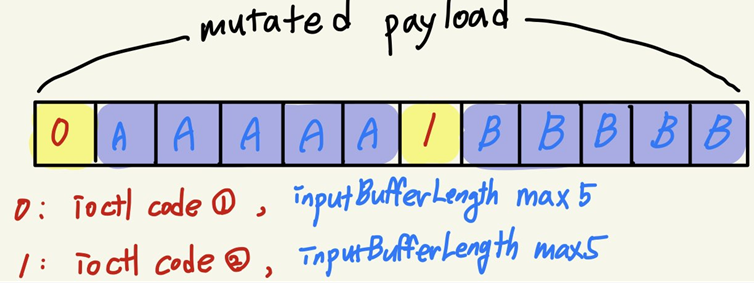 mutated payload
0 A A A A A 1 B B B B B
0: ioctl code ①, inputBufferLength max 5
1: ioctl code ②, inputBufferLength max 5